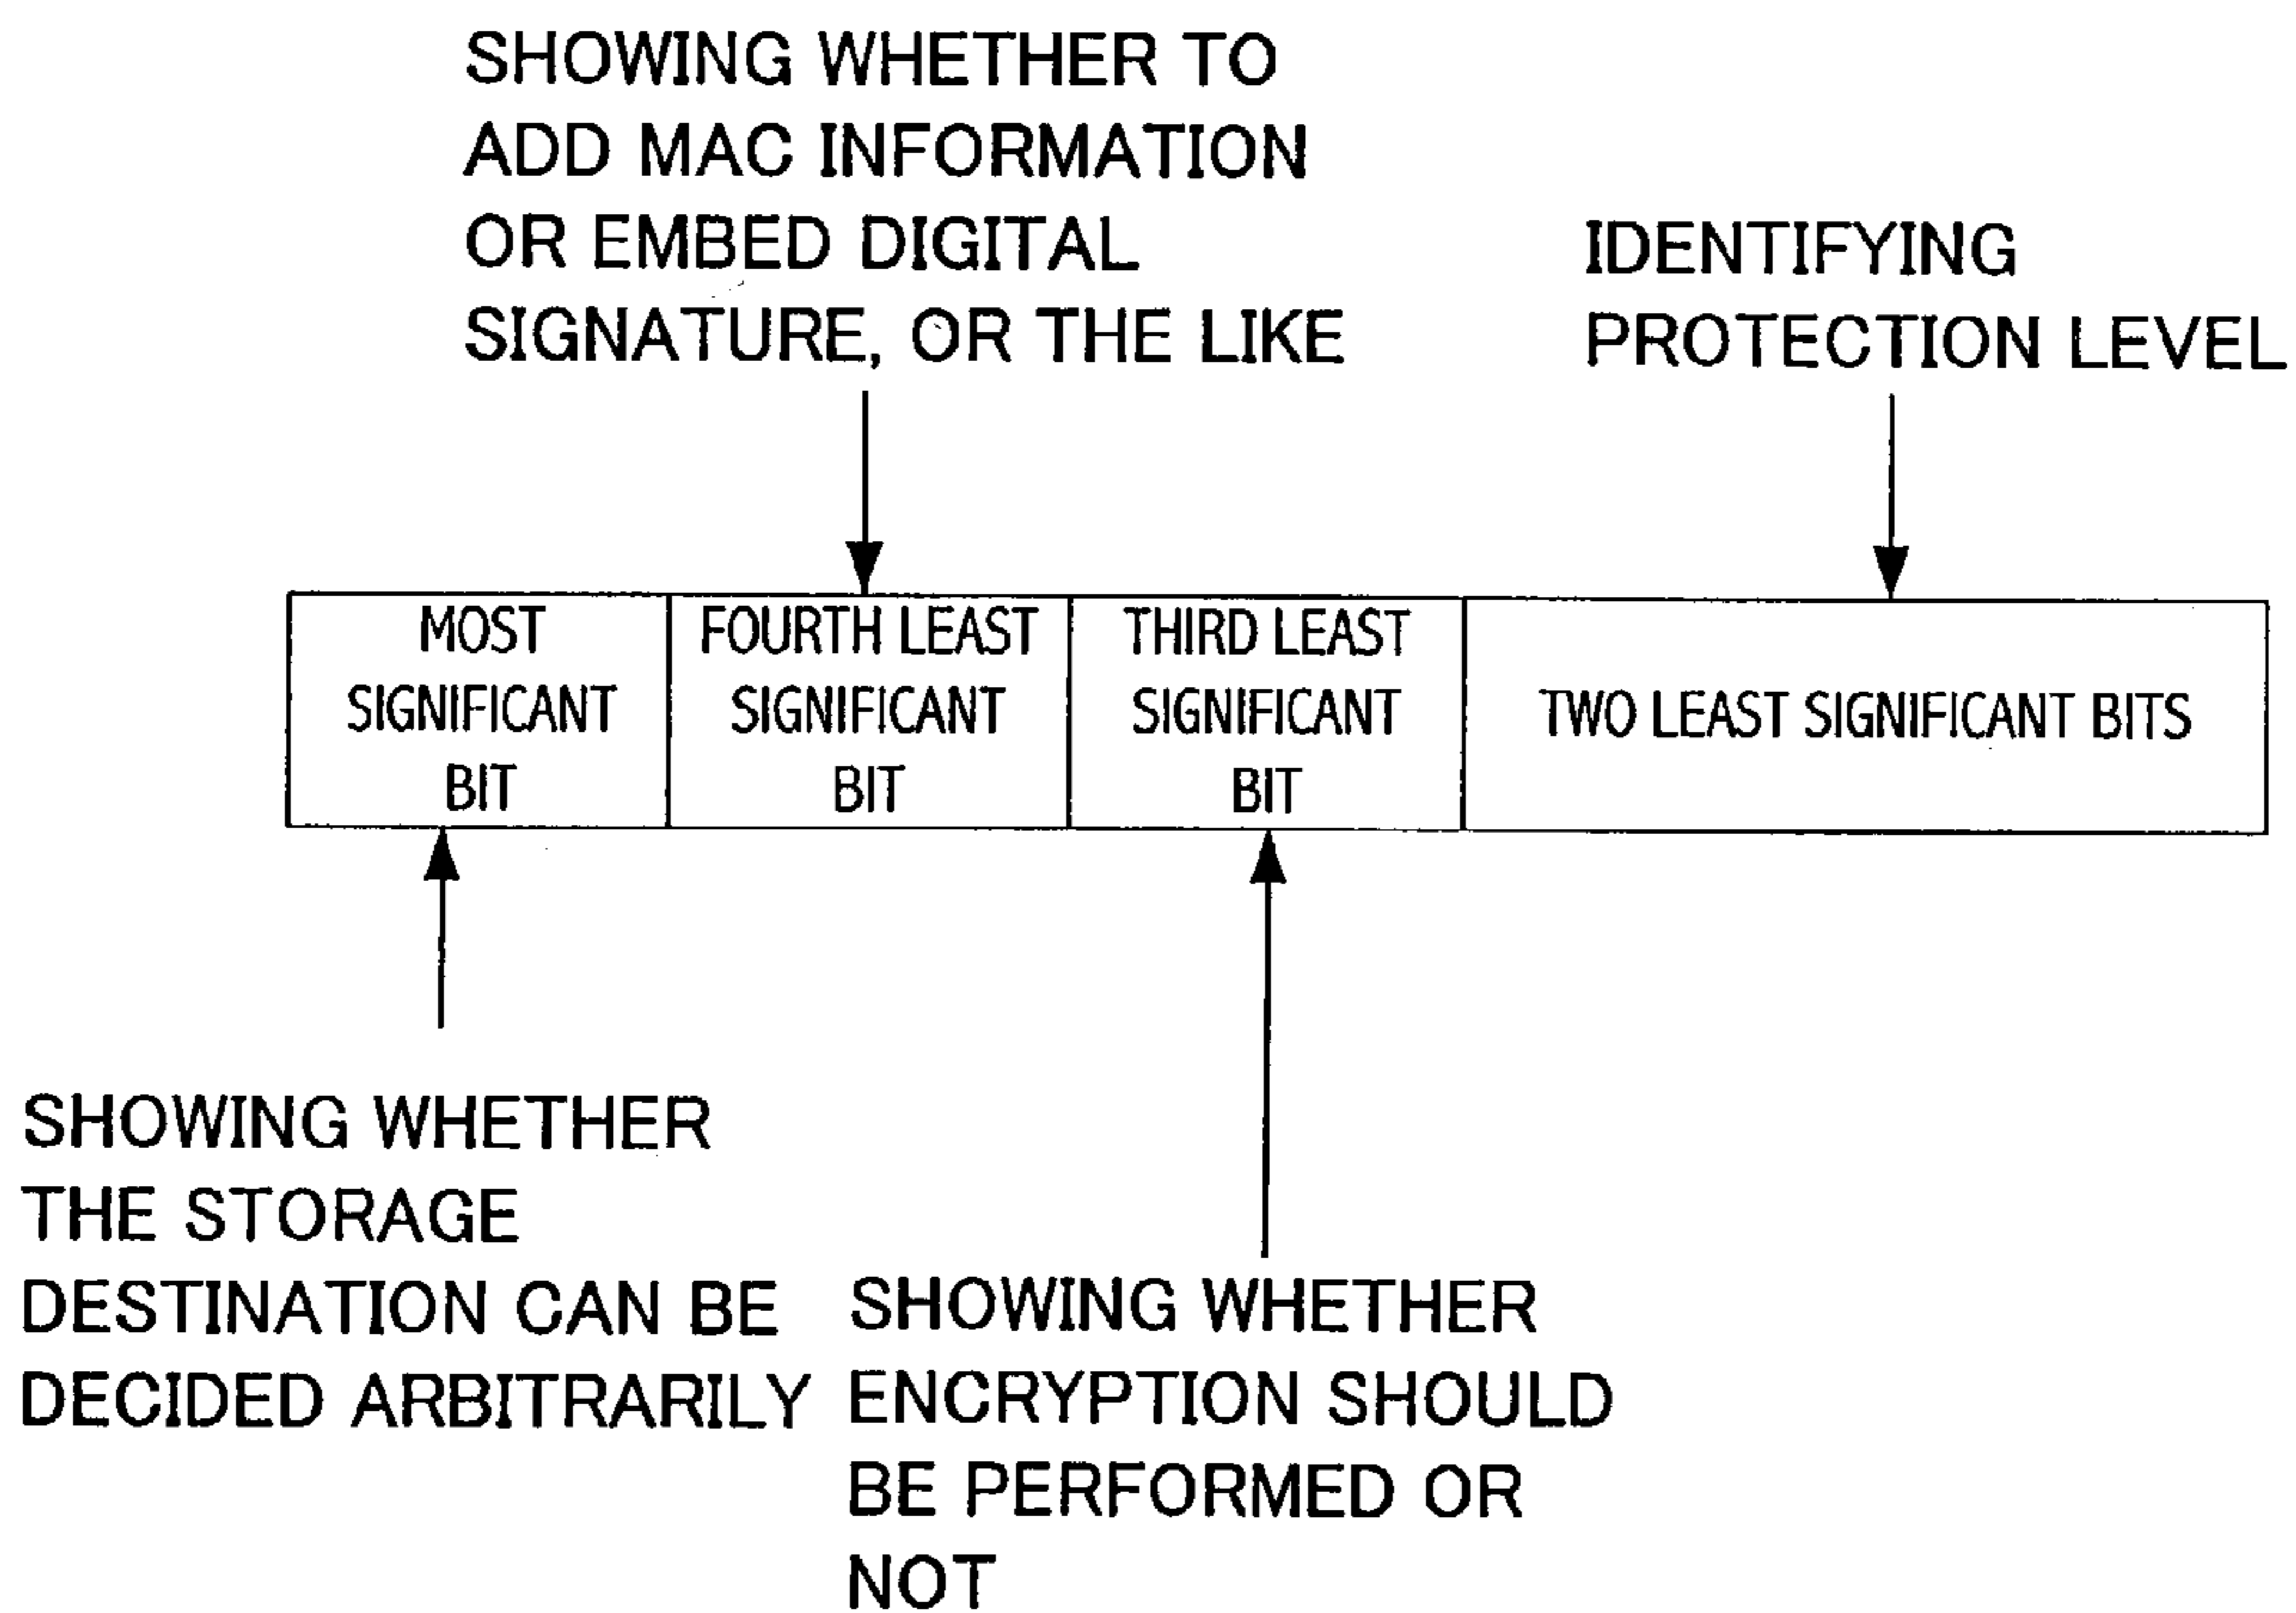 SHOWING WHETHER TO
ADD MAC INFORMATION
OR EMBED DIGITAL
SIGNATURE, OR THE LIKE
IDENTIFYING
PROTECTION LEVEL
MOST
SIGNIFICANT
BIT
FOURTH LEAST
SIGNIFICANT
BIT
THIRD LEAST
SIGNIFICANT
BIT
TWO LEAST SIGNIFICANT BITS
SHOWING WHETHER
THE STORAGE
DESTINATION CAN BE
DECIDED ARBITRARILY
SHOWING WHETHER
ENCRYPTION SHOULD
BE PERFORMED OR
NOT